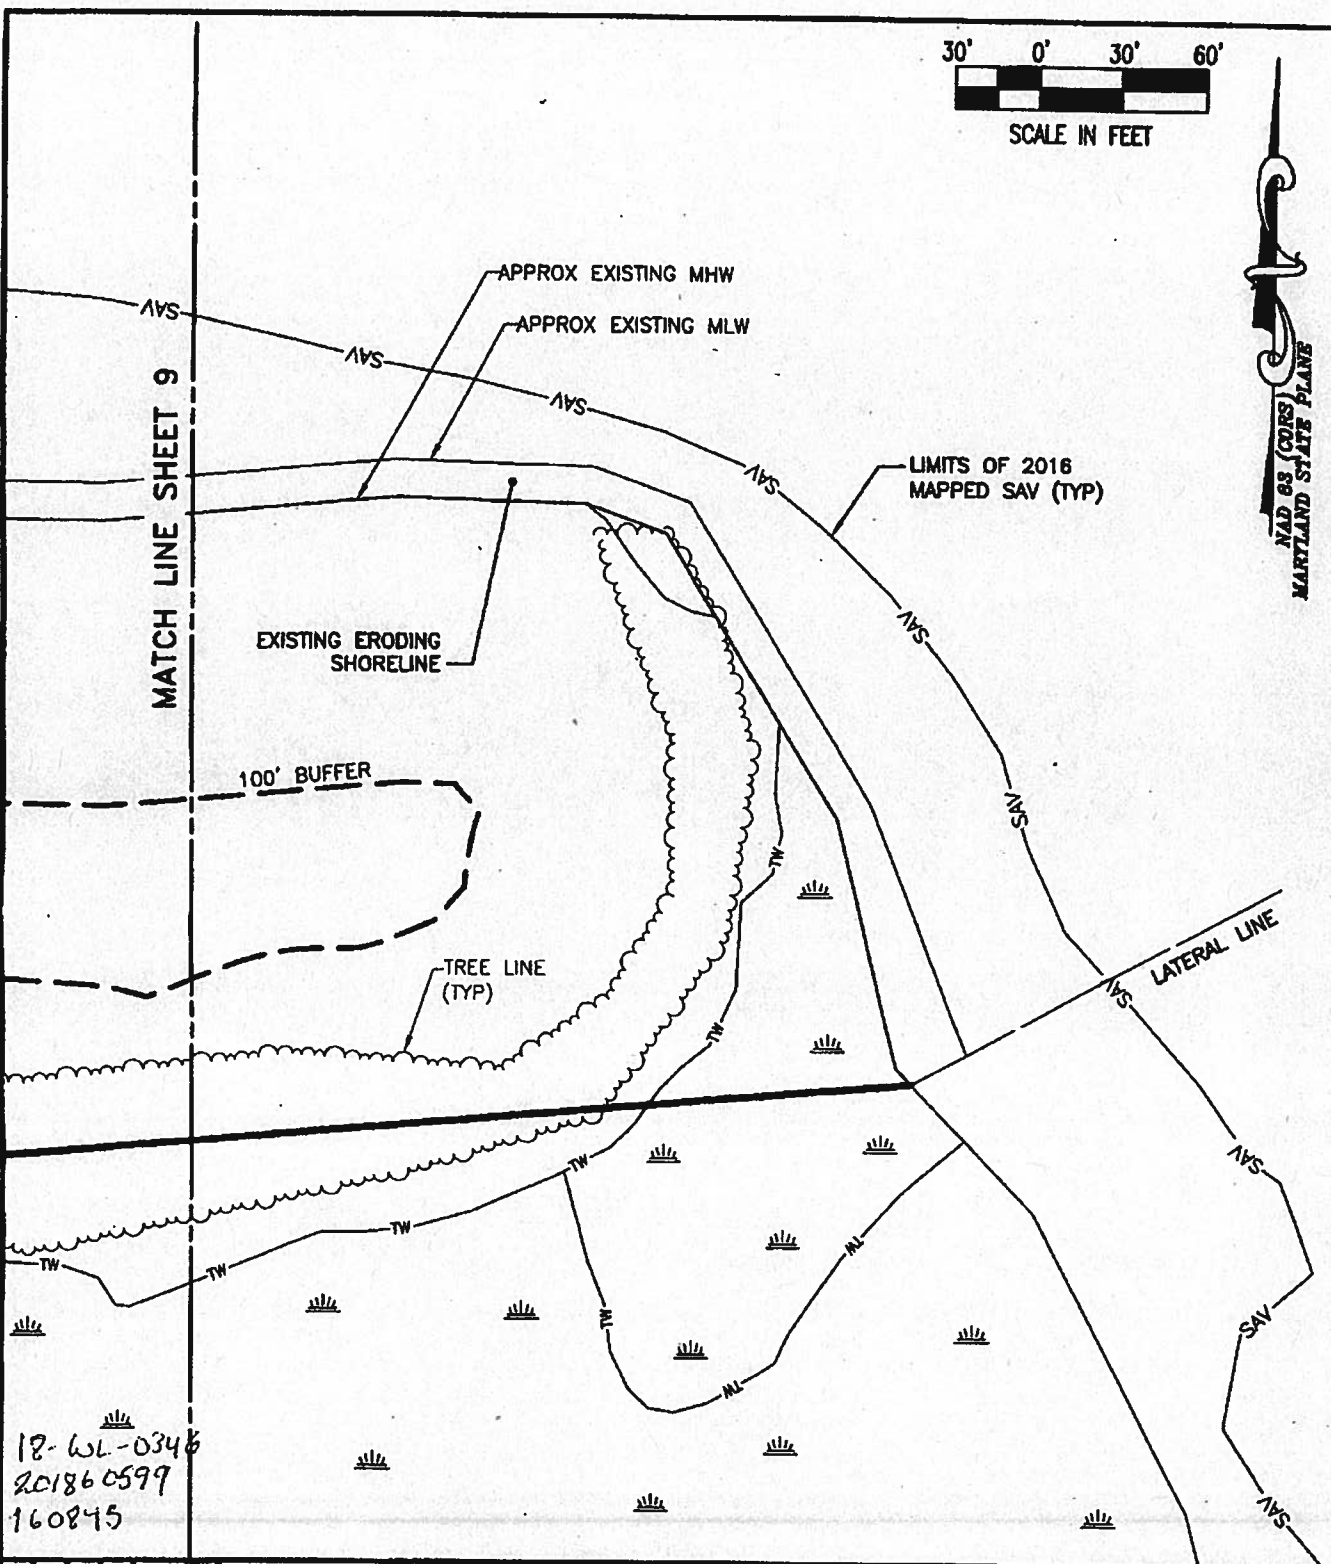 30' 0' 30' 60'
SCALE IN FEET
NAD 83 (CORS)
MARYLAND STATE PLANE
APPROX EXISTING MHW
APPROX EXISTING MLW
SAV
SAV
SAV
SAV
MATCH LINE SHEET 9
LIMITS OF 2016
MAPPED SAV (TYP)
SAV
EXISTING ERODING
SHORELINE
100' BUFFER
SAV
TW
LATERAL LINE
TREE LINE
(TYP)
SAV
TW
SAV
TW
TW
TW
TW
TW
TW
SAV
TW
SAV
18-WL-0346
201860599
160845